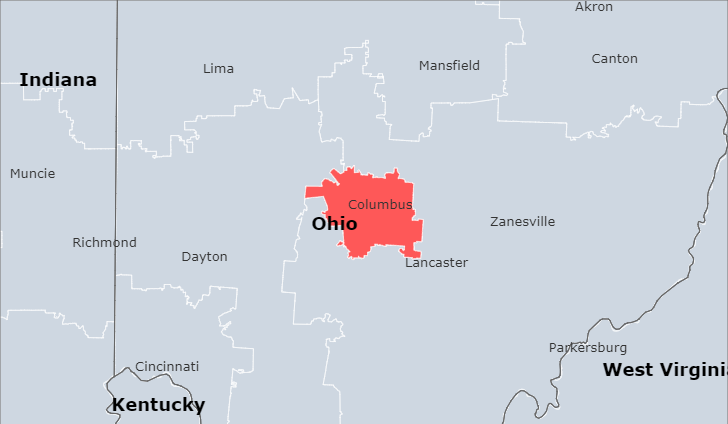 Akron
Canton
Mansfield
Lima
Indiana
Muncie
Columbus
Ohio
Zanesville
Richmond
Dayton
Lancaster
Parkersburg
Cincinnati
West Virginia
Kentucky